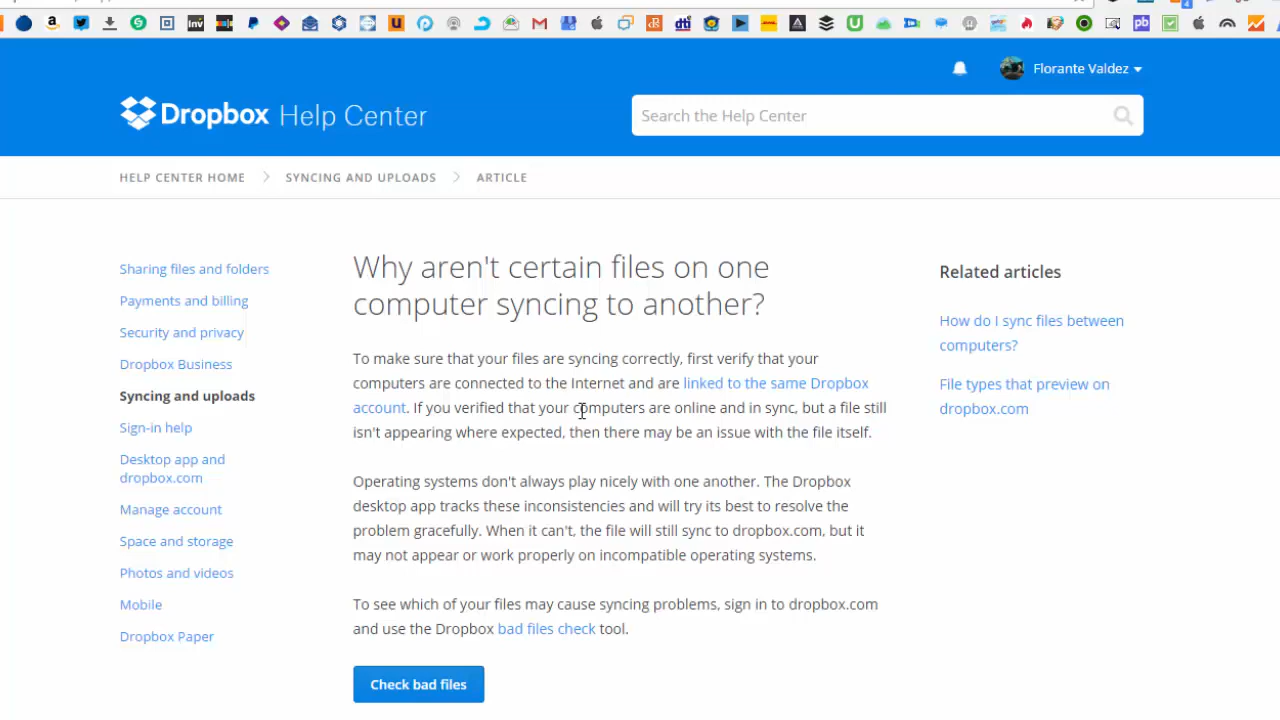 Florante Valdez
Dropbox Help Center
Search the Help Center
HELP CENTER HOME > SYNCING AND UPLOADS > ARTICLE
Sharing files and folders
Payments and billing
Security and privacy
Dropbox Business
Syncing and uploads
Sign-in help
Desktop app and
dropbox.com
Manage account
Space and storage
Photos and videos
Mobile
Dropbox Paper
Why aren't certain files on one
computer syncing to another?
To make sure that your files are syncing correctly, first verify that your
computers are connected to the Internet and are linked to the same Dropbox
account. If you verified that your computers are online and in sync, but a file still
isn't appearing where expected, then there may be an issue with the file itself.
Operating systems don't always play nicely with one another. The Dropbox
desktop app tracks these inconsistencies and will try its best to resolve the
problem gracefully. When it can't, the file will still sync to dropbox.com, but it
may not appear or work properly on incompatible operating systems.
To see which of your files may cause syncing problems, sign in to dropbox.com
and use the Dropbox bad files check tool.
Check bad files
Related articles
How do I sync files between
computers?
File types that preview on
dropbox.com